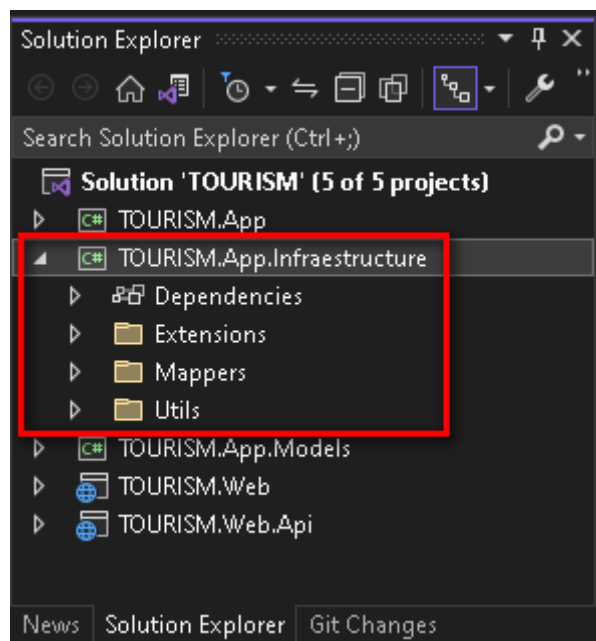 Solution Explorer
Search Solution Explorer (Ctrl+;)
Solution 'TOURISM' (5 of 5 projects)
C# TOURISM.App
C# TOURISM.App.Infraestructure
Dependencies
Extensions
Mappers
Utils
C# TOURISM.App.Models
TOURISM.Web
TOURISM.Web.Api
News Solution Explorer Git Changes